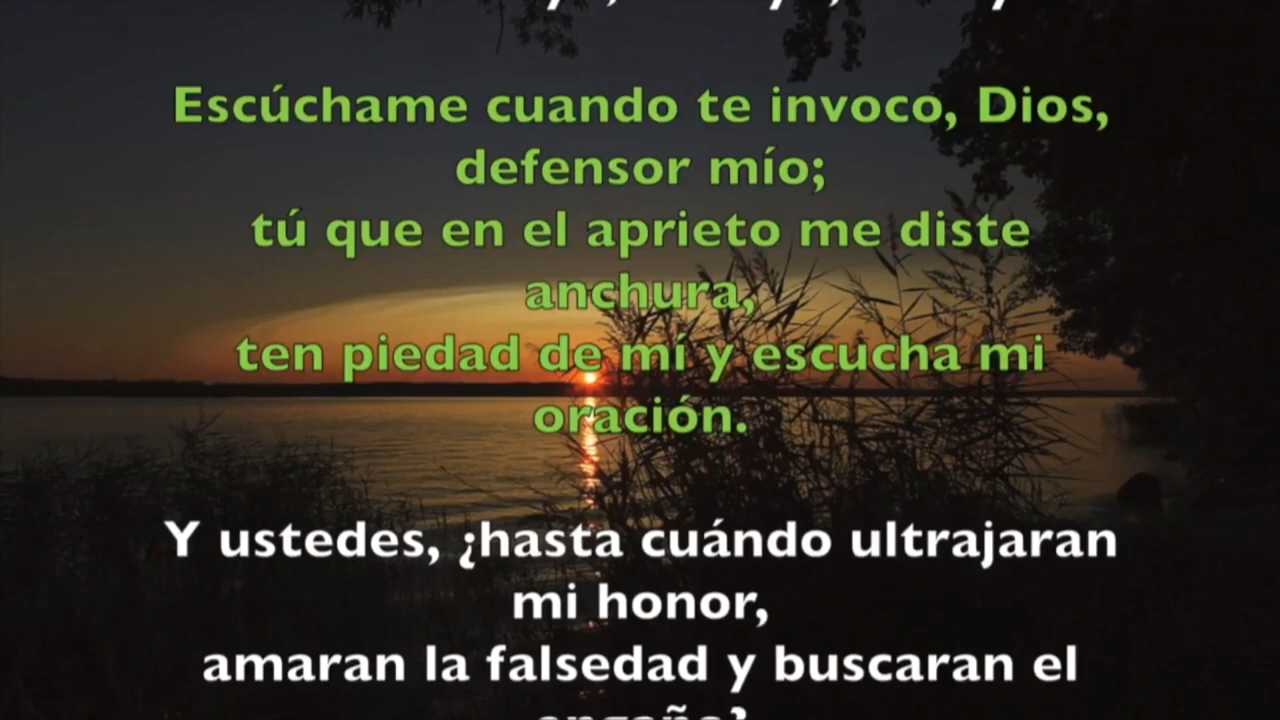 Escúchame cuando te invoco, Dios,
defensor mío;
tú que en el aprieto me diste
anchura,
ten piedad de mí y escucha mi
oración.
Y ustedes, ¿hasta cuándo ultrajaran
mi honor,
amaran la falsedad y buscaran el